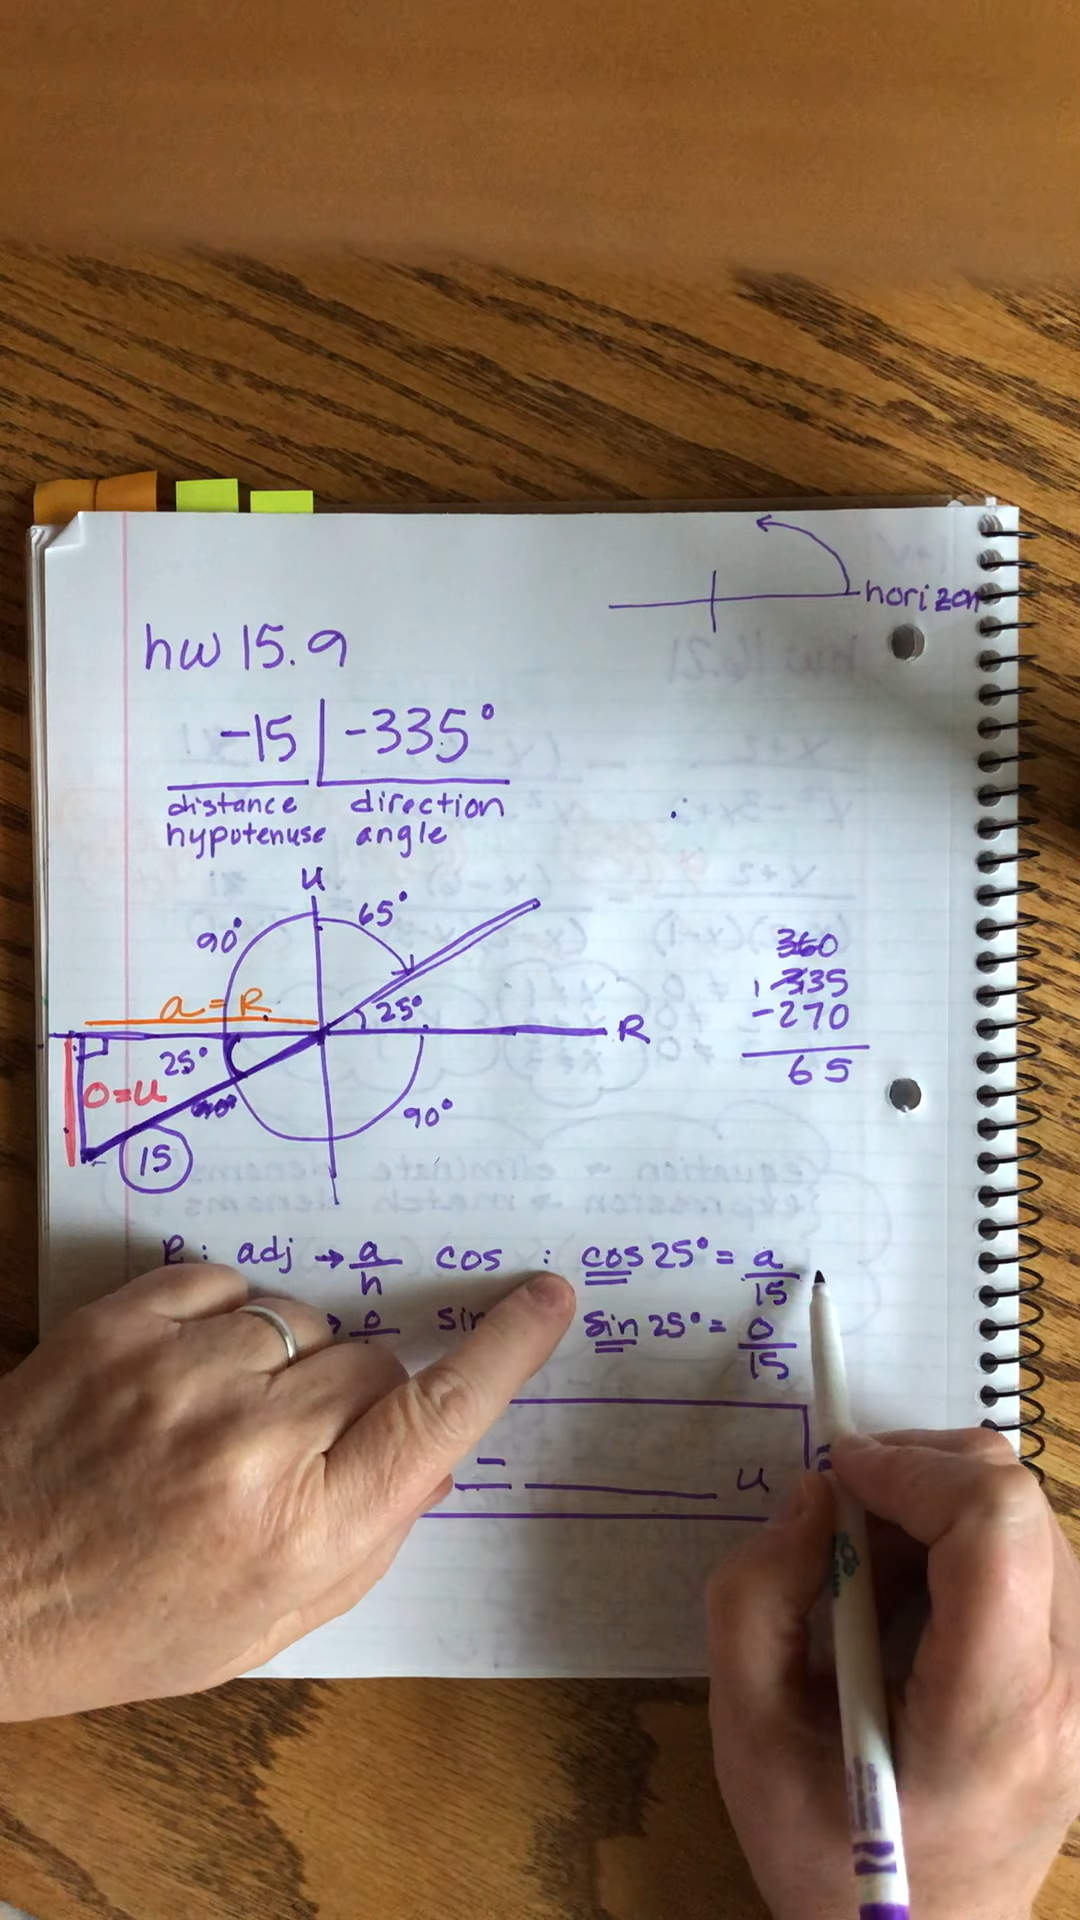 horizon
hw 15.9
-15 | -335°
distance direction
hypotenuse angle
u
65°
90°
360
335
-270
65
a = R
25°
R
25°
O=u
90°
15
R: adj → a/h cos : cos 25° = a/15
→ o sin sin 25° = o/15
= u